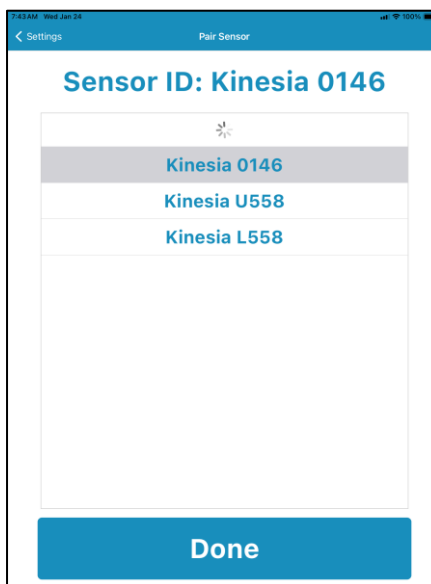 7:43 AM Wed Jan 24 100%
Settings Pair Sensor
Sensor ID: Kinesia 0146
Kinesia 0146
Kinesia U558
Kinesia L558
Done